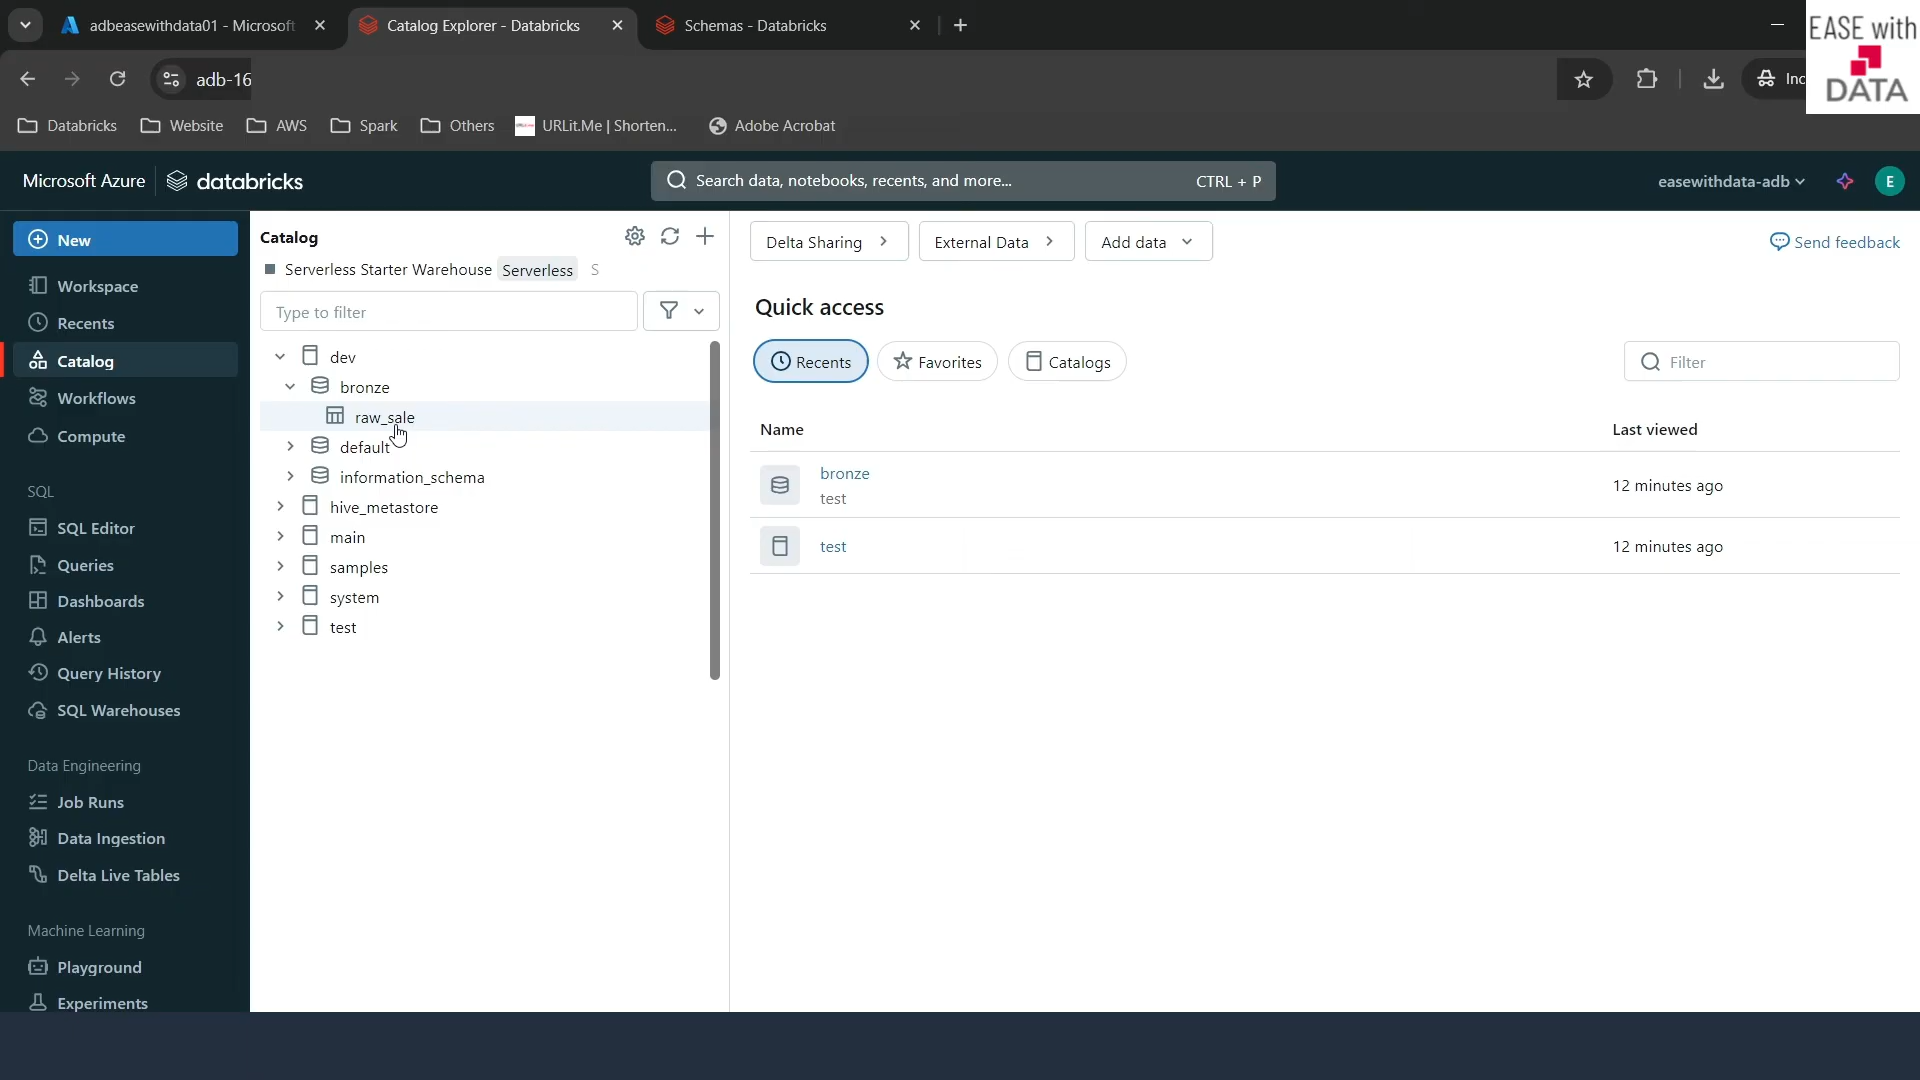 adbeasewithdata01 - Microsoft
Catalog Explorer - Databricks
Schemas - Databricks
EASE with
DATA
adb-16
Inc
Databricks
Website
AWS
Spark
Others
URLit.Me | Shorten...
Adobe Acrobat
Microsoft Azure
databricks
Search data, notebooks, recents, and more...
CTRL + P
easewithdata-adb
E
New
Workspace
Recents
Catalog
Workflows
Compute
SQL
SQL Editor
Queries
Dashboards
Alerts
Query History
SQL Warehouses
Data Engineering
Job Runs
Data Ingestion
Delta Live Tables
Machine Learning
Playground
Experiments
Catalog
Serverless Starter Warehouse Serverless S
Type to filter
dev
bronze
raw_sale
default
information_schema
hive_metastore
main
samples
system
test
Delta Sharing
External Data
Add data
Send feedback
Quick access
Recents
Favorites
Catalogs
Filter
Name
Last viewed
bronze
test
12 minutes ago
test
12 minutes ago